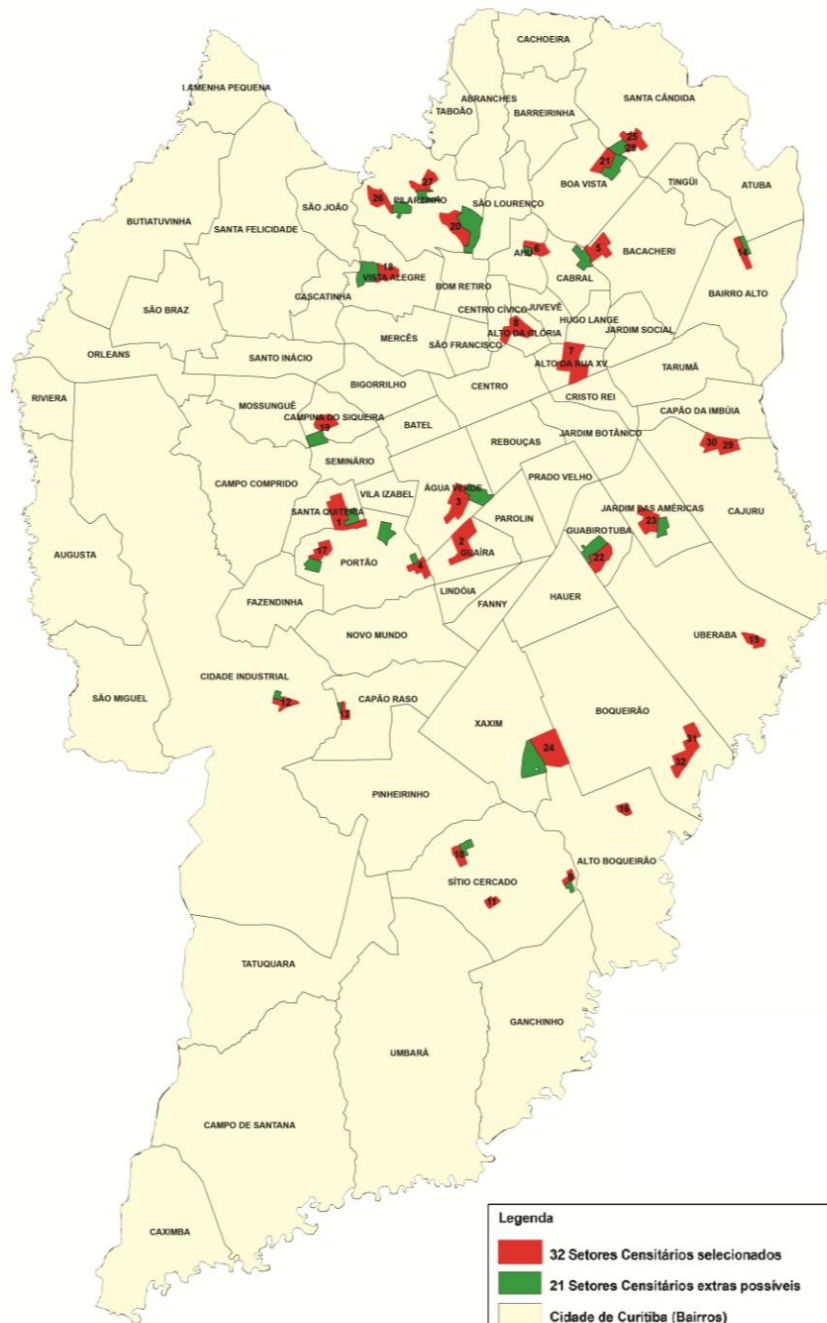 CACHOEIRA
LAMENHA PEQUENA
SANTA CÂNDIDA
ABRANCHES
TABOÃO
BARREIRINHA
25
28
21
BOA VISTA
TINGÜI
ATUBA
27
26
PILARZINHO
SÃO LOURENÇO
SÃO JOÃO
BUTIATUVINHA
SANTA FELICIDADE
20
AHÚ
6
5
BACACHERI
14
CABRAL
18
VISTA ALEGRE
BOM RETIRO
BAIRRO ALTO
CASCATINHA
SÃO BRAZ
CENTRO CÍVICO
JUVEVÊ
HUGO LANGE
8
ALTO DA GLÓRIA
JARDIM SOCIAL
MERCÊS
SÃO FRANCISCO
ORLEANS
SANTO INÁCIO
7
ALTO DA RUA XV
TARUMÃ
RIVIERA
BIGORRILHO
CENTRO
CRISTO REI
MOSSUNGUÊ
CAMPINA DO SIQUEIRA
19
BATEL
CAPÃO DA IMBÚIA
REBOUÇAS
JARDIM BOTÂNICO
30
29
SEMINÁRIO
CAMPO COMPRIDO
PRADO VELHO
VILA IZABEL
ÁGUA VERDE
3
SANTA QUITÉRIA
1
JARDIM DAS AMÉRICAS
23
CAJURU
PAROLIN
GUABIROTUBA
22
2
GUAÍRA
AUGUSTA
17
PORTÃO
4
LINDÓIA
FANNY
HAUER
FAZENDINHA
NOVO MUNDO
UBERABA
15
CIDADE INDUSTRIAL
SÃO MIGUEL
12
13
CAPÃO RASO
XAXIM
BOQUEIRÃO
24
31
32
PINHEIRINHO
16
10
ALTO BOQUEIRÃO
SÍTIO CERCADO
9
11
TATUQUARA
GANCHINHO
UMBARÁ
CAMPO DE SANTANA
CAXIMBA
Legenda
32 Setores Censitários selecionados
21 Setores Censitários extras possíveis
Cidade de Curitiba (Bairros)